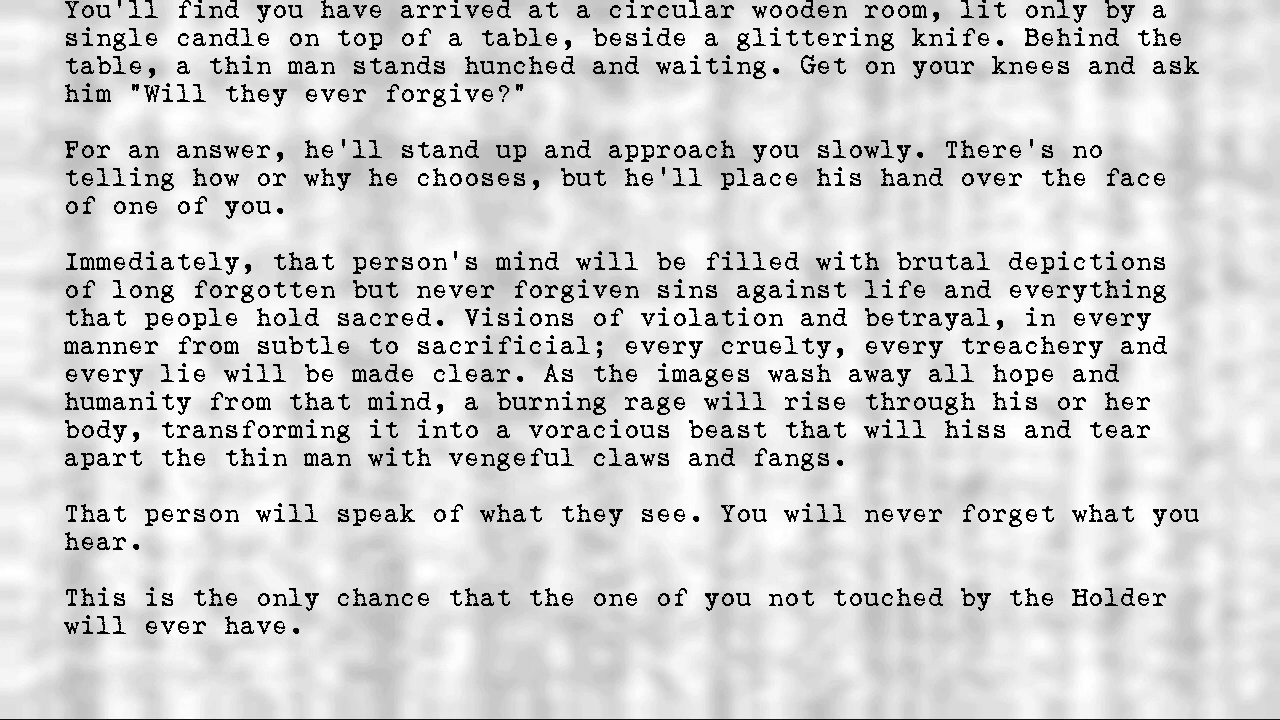 You'll find you have arrived at a circular wooden room, lit only by a
single candle on top of a table, beside a glittering knife. Behind the
table, a thin man stands hunched and waiting. Get on your knees and ask
him "Will they ever forgive?"
For an answer, he'll stand up and approach you slowly. There's no
telling how or why he chooses, but he'll place his hand over the face
of one of you.
Immediately, that person's mind will be filled with brutal depictions
of long forgotten but never forgiven sins against life and everything
that people hold sacred. Visions of violation and betrayal, in every
manner from subtle to sacrificial; every cruelty, every treachery and
every lie will be made clear. As the images wash away all hope and
humanity from that mind, a burning rage will rise through his or her
body, transforming it into a voracious beast that will hiss and tear
apart the thin man with vengeful claws and fangs.
That person will speak of what they see. You will never forget what you
hear.
This is the only chance that the one of you not touched by the Holder
will ever have.